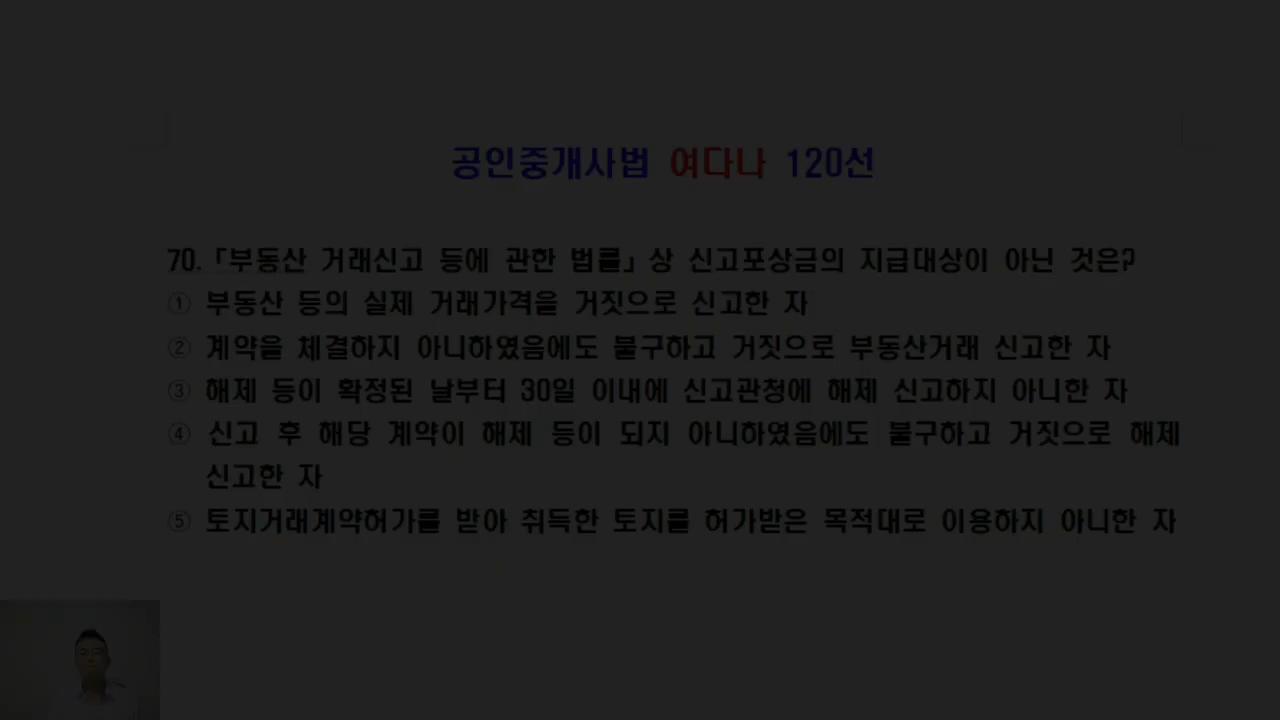 공인중개사법 여다나 120선
70. 「부동산 거래신고 등에 관한 법률」 상 신고포상금의 지급대상이 아닌 것은?
① 부동산 등의 실제 거래가격을 거짓으로 신고한 자
② 계약을 체결하지 아니하였음에도 불구하고 거짓으로 부동산거래 신고한 자
③ 해제 등이 확정된 날부터 30일 이내에 신고관청에 해제 신고하지 아니한 자
④ 신고 후 해당 계약이 해제 등이 되지 아니하였음에도 불구하고 거짓으로 해제
신고한 자
⑤ 토지거래계약허가를 받아 취득한 토지를 허가받은 목적대로 이용하지 아니한 자